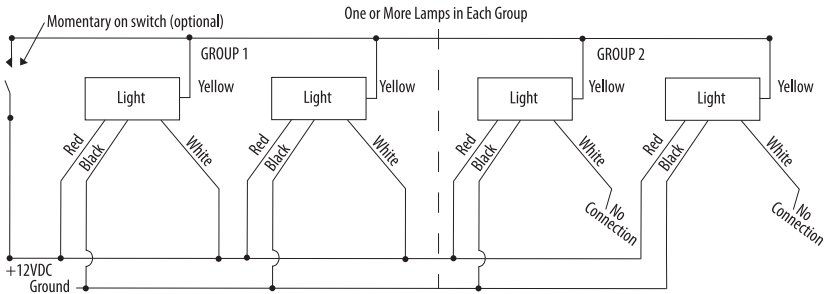 One or More Lamps in Each Group
Momentary on switch (optional)
GROUP 1
GROUP 2
Light
Yellow
Light
Yellow
Light
Yellow
Light
Yellow
Red
Black
White
Red
Black
White
Red
Black
White
Red
Black
White
No
Connection
No
Connection
+12VDC
Ground